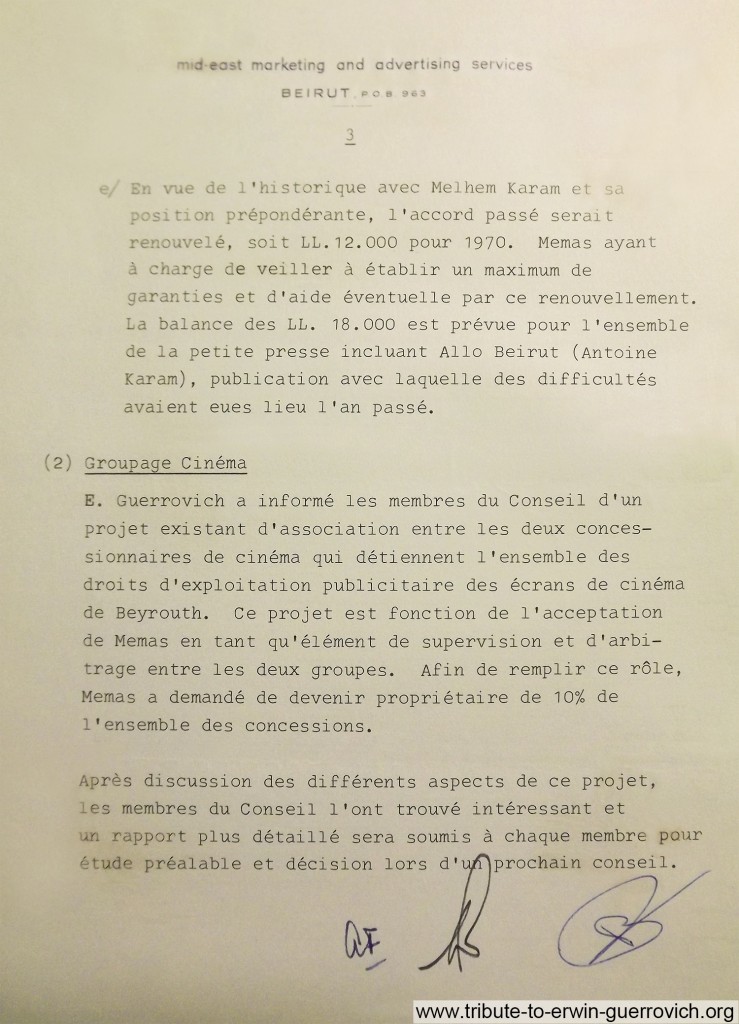 mid-east marketing and advertising services
BEIRUT, P.O.B 963
3
e/ En vue de l'historique avec Melhem Karam et sa
position prépondérante, l'accord passé serait
renouvelé, soit LL.12.000 pour 1970. Memas ayant
à charge de veiller à établir un maximum de
garanties et d'aide éventuelle par ce renouvellement.
La balance des LL. 18.000 est prévue pour l'ensemble
de la petite presse incluant Allo Beirut (Antoine
Karam), publication avec laquelle des difficultés
avaient eues lieu l'an passé.
(2) Groupage Cinéma
E. Guerrovich a informé les membres du Conseil d'un
projet existant d'association entre les deux conces-
sionnaires de cinéma qui détiennent l'ensemble des
droits d'exploitation publicitaire des écrans de cinéma
de Beyrouth. Ce projet est fonction de l'acceptation
de Memas en tant qu'élément de supervision et d'arbi-
trage entre les deux groupes. Afin de remplir ce rôle,
Memas a demandé de devenir propriétaire de 10% de
l'ensemble des concessions.
Après discussion des différents aspects de ce projet,
les membres du Conseil l'ont trouvé intéressant et
un rapport plus détaillé sera soumis à chaque membre pour
étude préalable et décision lors d'un prochain conseil.
www.tribute-to-erwin-guerrovich.org